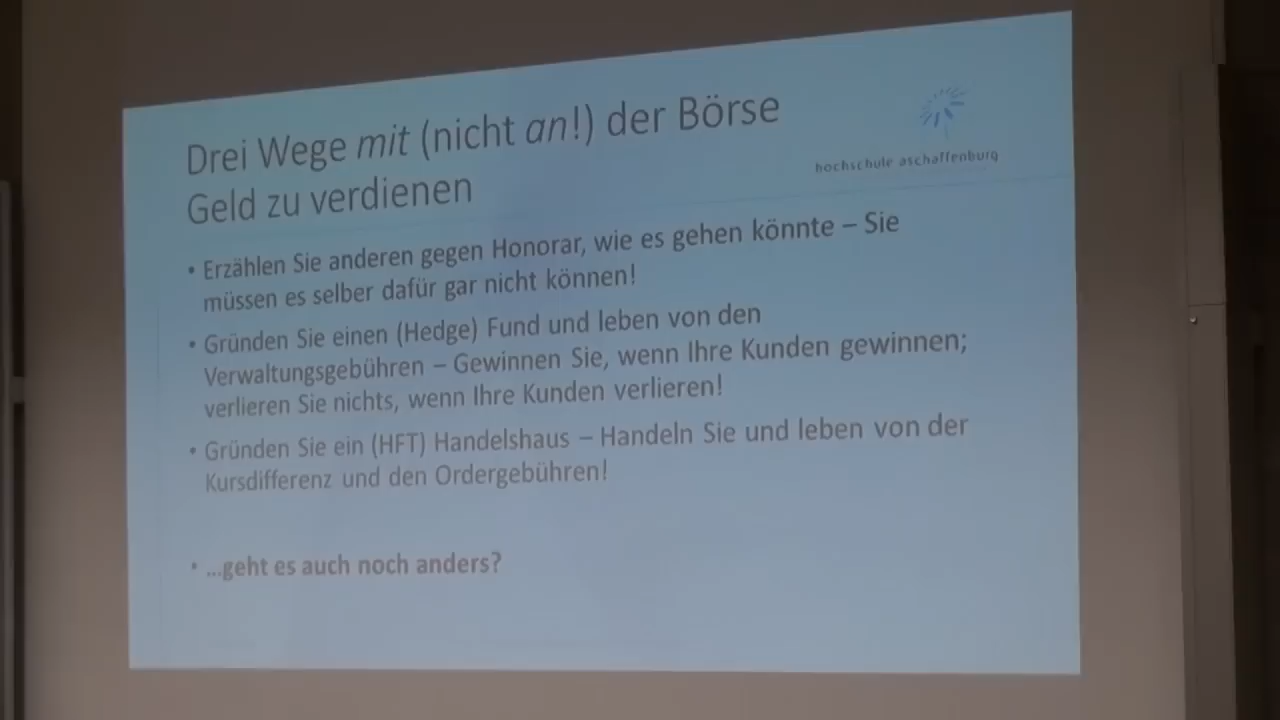 Drei Wege mit (nicht an!) der Börse
Geld zu verdienen
hochschule aschaffenburg
• Erzählen Sie anderen gegen Honorar, wie es gehen könnte – Sie
müssen es selber dafür gar nicht können!
• Gründen Sie einen (Hedge) Fund und leben von den
Verwaltungsgebühren – Gewinnen Sie, wenn Ihre Kunden gewinnen;
verlieren Sie nichts, wenn Ihre Kunden verlieren!
• Gründen Sie ein (HFT) Handelshaus – Handeln Sie und leben von der
Kursdifferenz und den Ordergebühren!
• ...geht es auch noch anders?